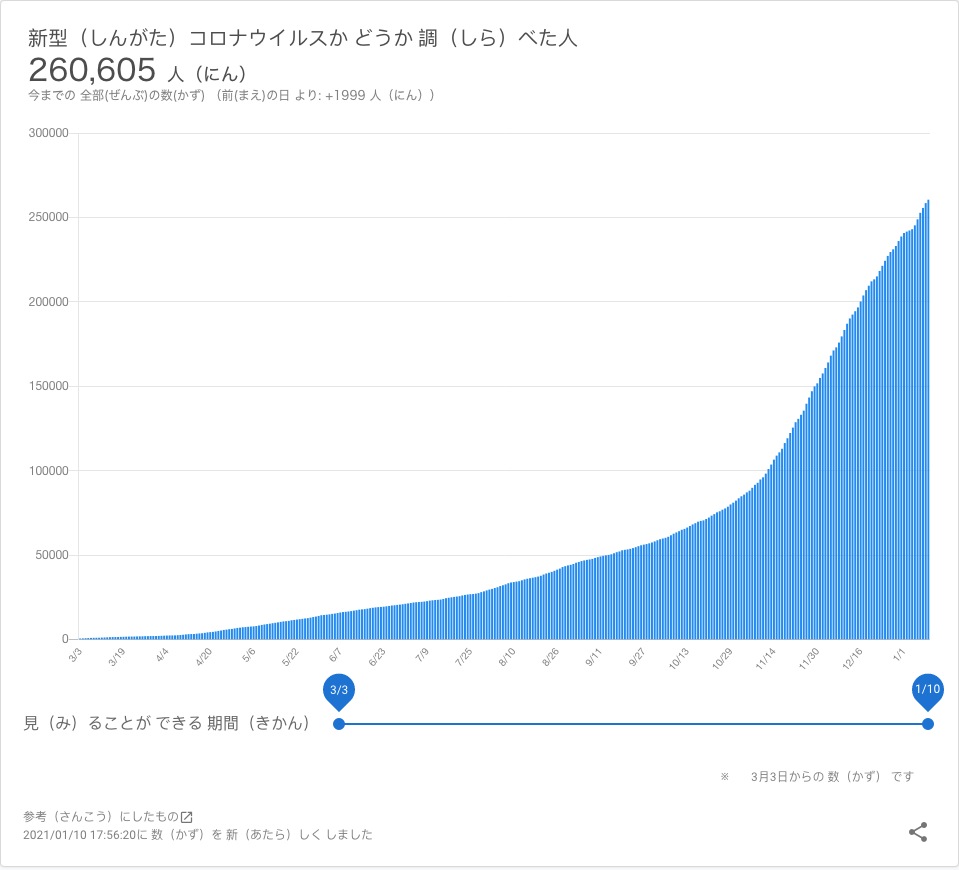 新型（しんがた）コロナウイルスか どうか 調（しら）べた人
260,605 人（にん）
今までの 全部(ぜんぶ)の数(かず) （前(まえ)の日 より: +1999 人（にん））
300000
250000
200000
150000
100000
50000
0
3/3 3/19 4/4 4/20 5/6 5/22 6/7 6/23 7/9 7/25 8/10 8/26 9/11 9/27 10/13 10/29 11/14 11/30 12/16 1/1
3/3 1/10
見（み）ることが できる 期間（きかん）
※ 3月3日からの 数（かず） です
参考（さんこう）にしたもの
2021/01/10 17:56:20に 数（かず）を 新（あたら）しく しました